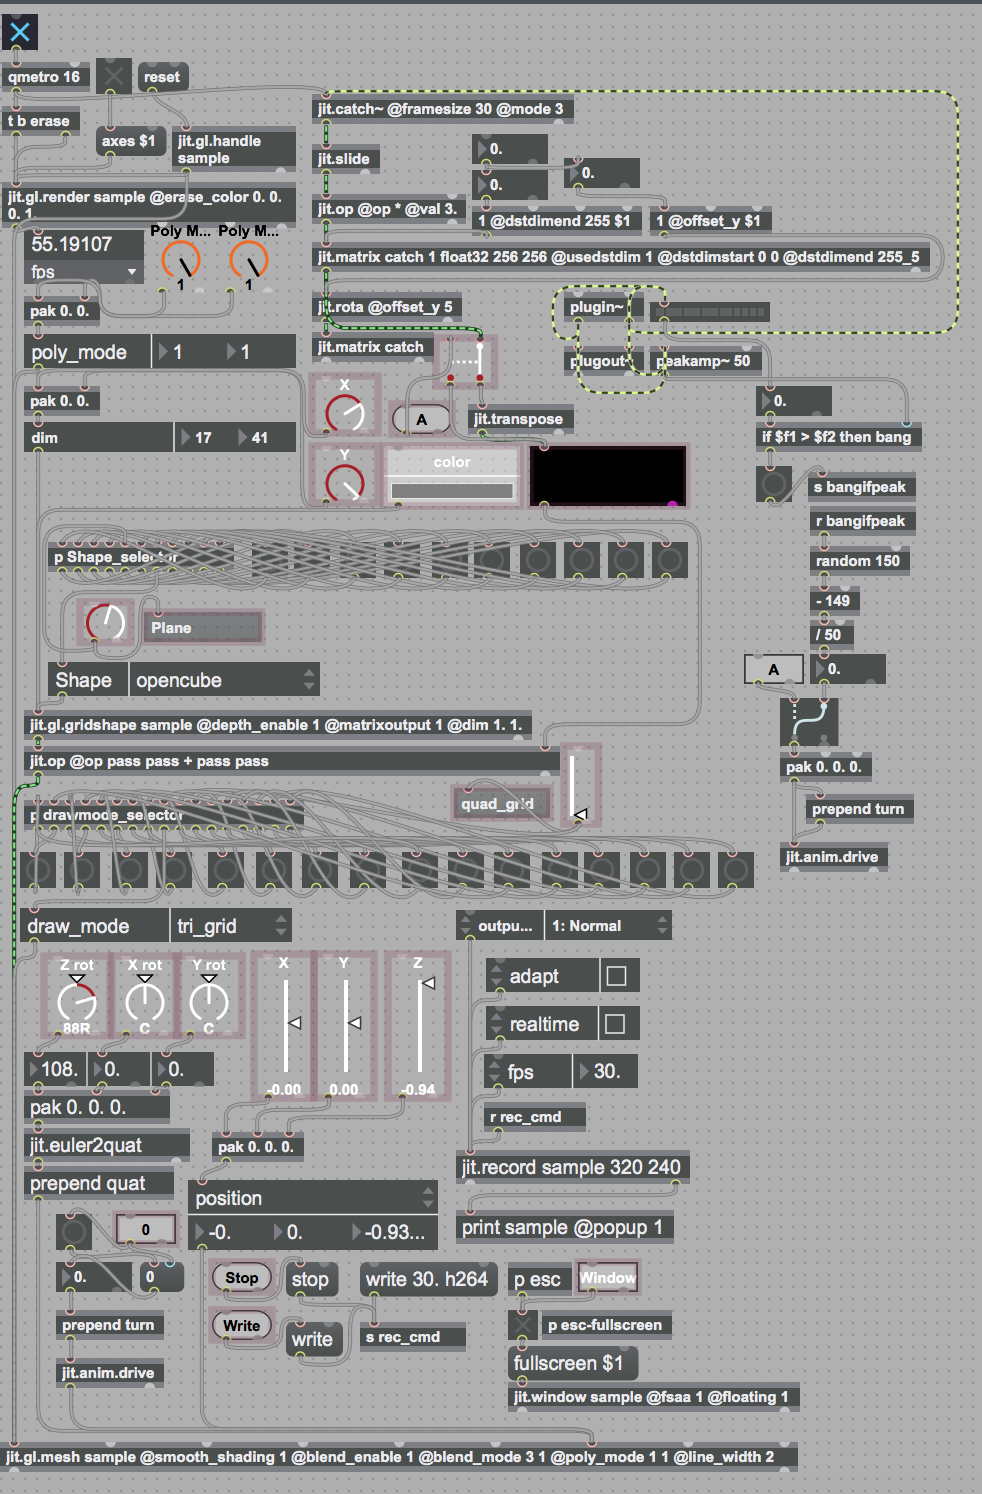 qmetro 16
reset
t b erase
axes $1
jit.gl.handle
sample
jit.gl.render sample @erase_color 0. 0.
0. 1.
55.19107
fps
Poly M...
Poly M...
1
1
pak 0. 0.
poly_mode
1
1
pak 0. 0.
dim
17
41
jit.catch~ @framesize 30 @mode 3
jit.slide
0.
0.
0.
jit.op @op * @val 3.
1 @dstdimend 255 $1
1 @offset_y $1
jit.matrix catch 1 float32 256 256 @usedstdim 1 @dstdimstart 0 0 @dstdimend 255_5
jit.rota @offset_y 5
plugin~
jit.matrix catch
plugout~
peakamp~ 50
X
A
jit.transpose
Y
color
0.
if $f1 > $f2 then bang
s bangifpeak
r bangifpeak
random 150
- 149
/ 50
A
0.
pak 0. 0. 0.
prepend turn
jit.anim.drive
p Shape_selector
Plane
Shape
opencube
jit.gl.gridshape sample @depth_enable 1 @matrixoutput 1 @dim 1. 1.
jit.op @op pass pass + pass pass
quad_grid
p drawmode_selector
draw_mode
tri_grid
Z rot
X rot
Y rot
88R
C
C
X
Y
Z
-0.00
0.00
-0.94
108.
0.
0.
pak 0. 0. 0.
jit.euler2quat
prepend quat
pak 0. 0. 0.
position
-0.
0.
-0.93...
outpu...
1: Normal
adapt
realtime
fps
30.
r rec_cmd
jit.record sample 320 240
print sample @popup 1
0
0.
0
prepend turn
jit.anim.drive
Stop
stop
write 30. h264
Write
write
s rec_cmd
p esc
Window
p esc-fullscreen
fullscreen $1
jit.window sample @fsaa 1 @floating 1
jit.gl.mesh sample @smooth_shading 1 @blend_enable 1 @blend_mode 3 1 @poly_mode 1 1 @line_width 2